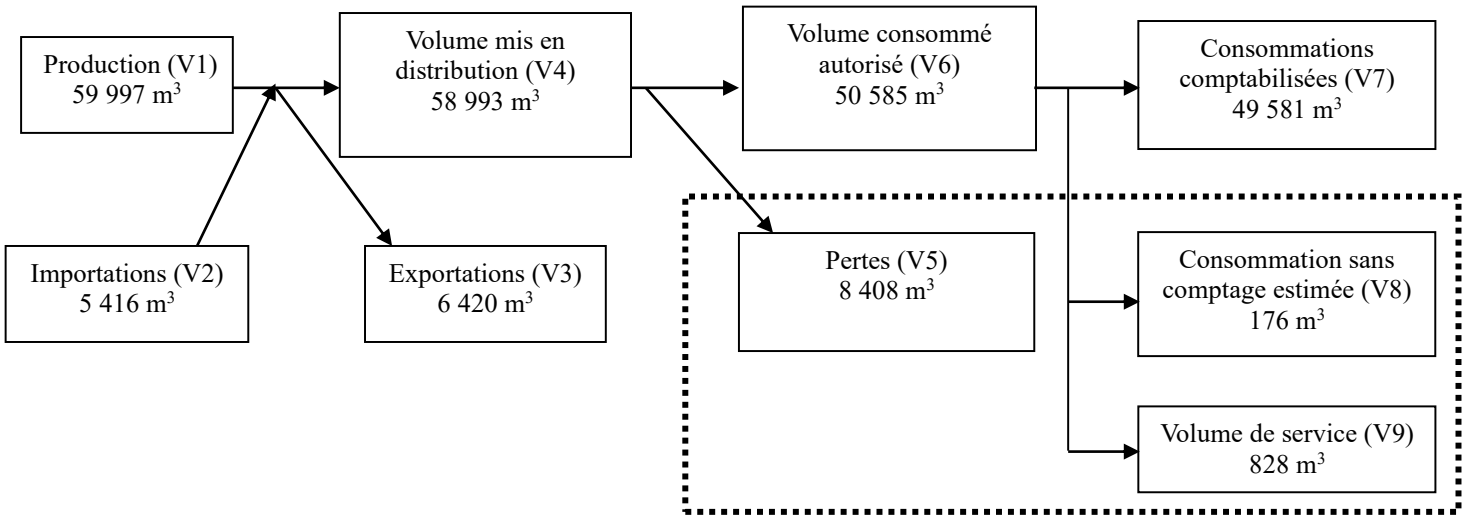 Production (V1)
59 997 m³
Volume mis en
distribution (V4)
58 993 m³
Volume consommé
autorisé (V6)
50 585 m³
Consommations
comptabilisées (V7)
49 581 m³
Importations (V2)
5 416 m³
Exportations (V3)
6 420 m³
Pertes (V5)
8 408 m³
Consommation sans
comptage estimée (V8)
176 m³
Volume de service (V9)
828 m³